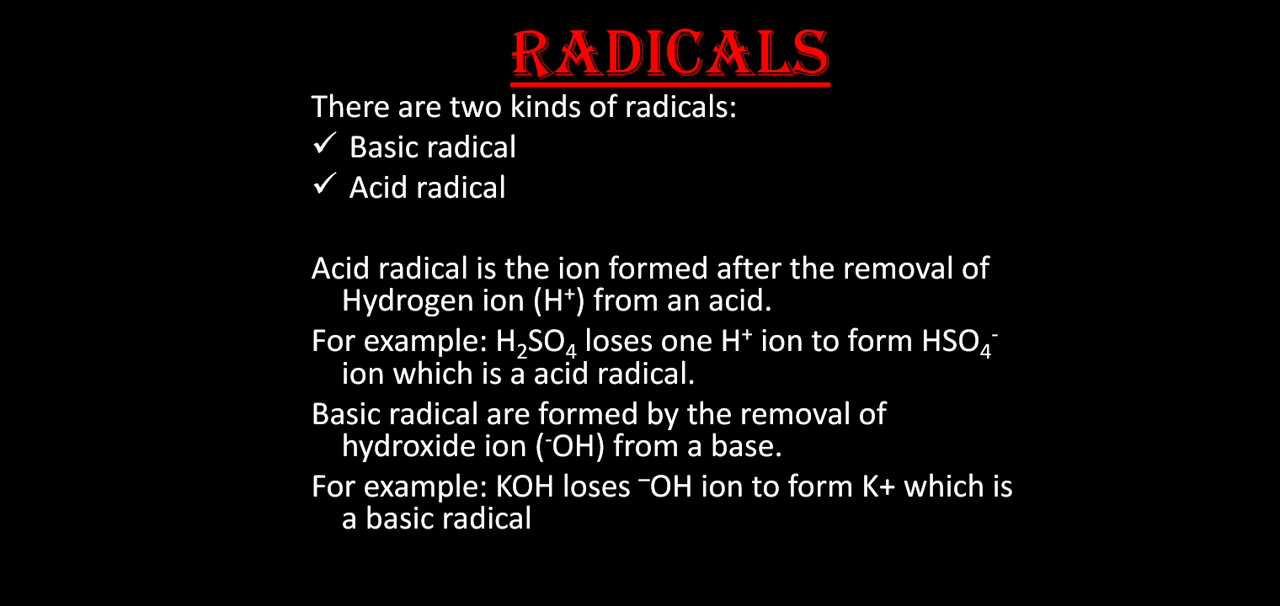 RADICALS
There are two kinds of radicals:
✓ Basic radical
✓ Acid radical
Acid radical is the ion formed after the removal of
Hydrogen ion (H⁺) from an acid.
For example: H₂SO₄ loses one H⁺ ion to form HSO₄⁻
ion which is a acid radical.
Basic radical are formed by the removal of
hydroxide ion (⁻OH) from a base.
For example: KOH loses ⁻OH ion to form K+ which is
a basic radical